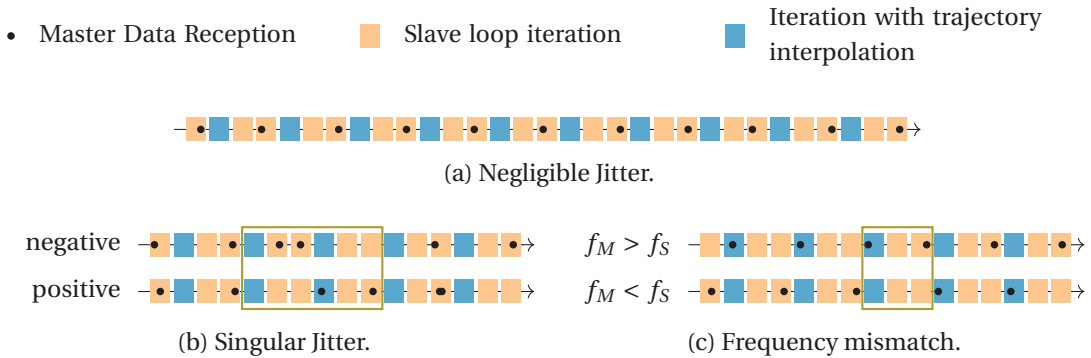 Master Data Reception
Slave loop iteration
Iteration with trajectory
interpolation
(a) Negligible Jitter.
negative
positive
(b) Singular Jitter.
f_M > f_S
f_M < f_S
(c) Frequency mismatch.